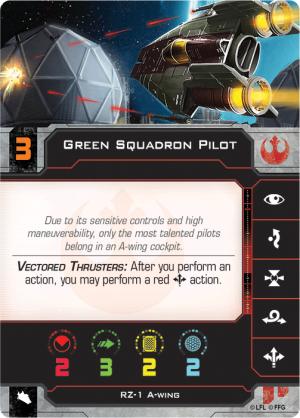 3 Green Squadron Pilot
Due to its sensitive controls and high
maneuverability, only the most talented pilots
belong in an A-wing cockpit.
Vectored Thrusters: After you perform an
action, you may perform a red action.
2 3 2 2
RZ-1 A-wing
©LFL ©FFG